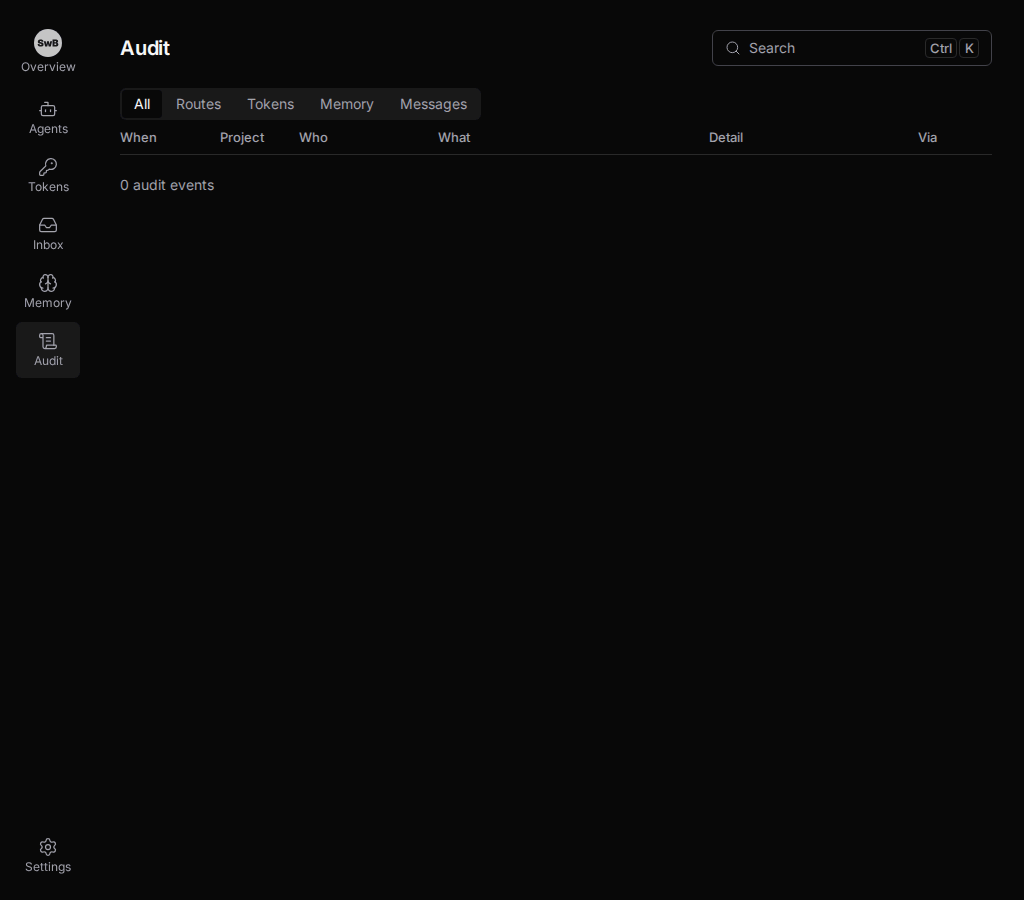 SwB
Overview
Agents
Tokens
Inbox
Memory
Audit
Settings
Audit
Search Ctrl K
All Routes Tokens Memory Messages
When Project Who What Detail Via
0 audit events